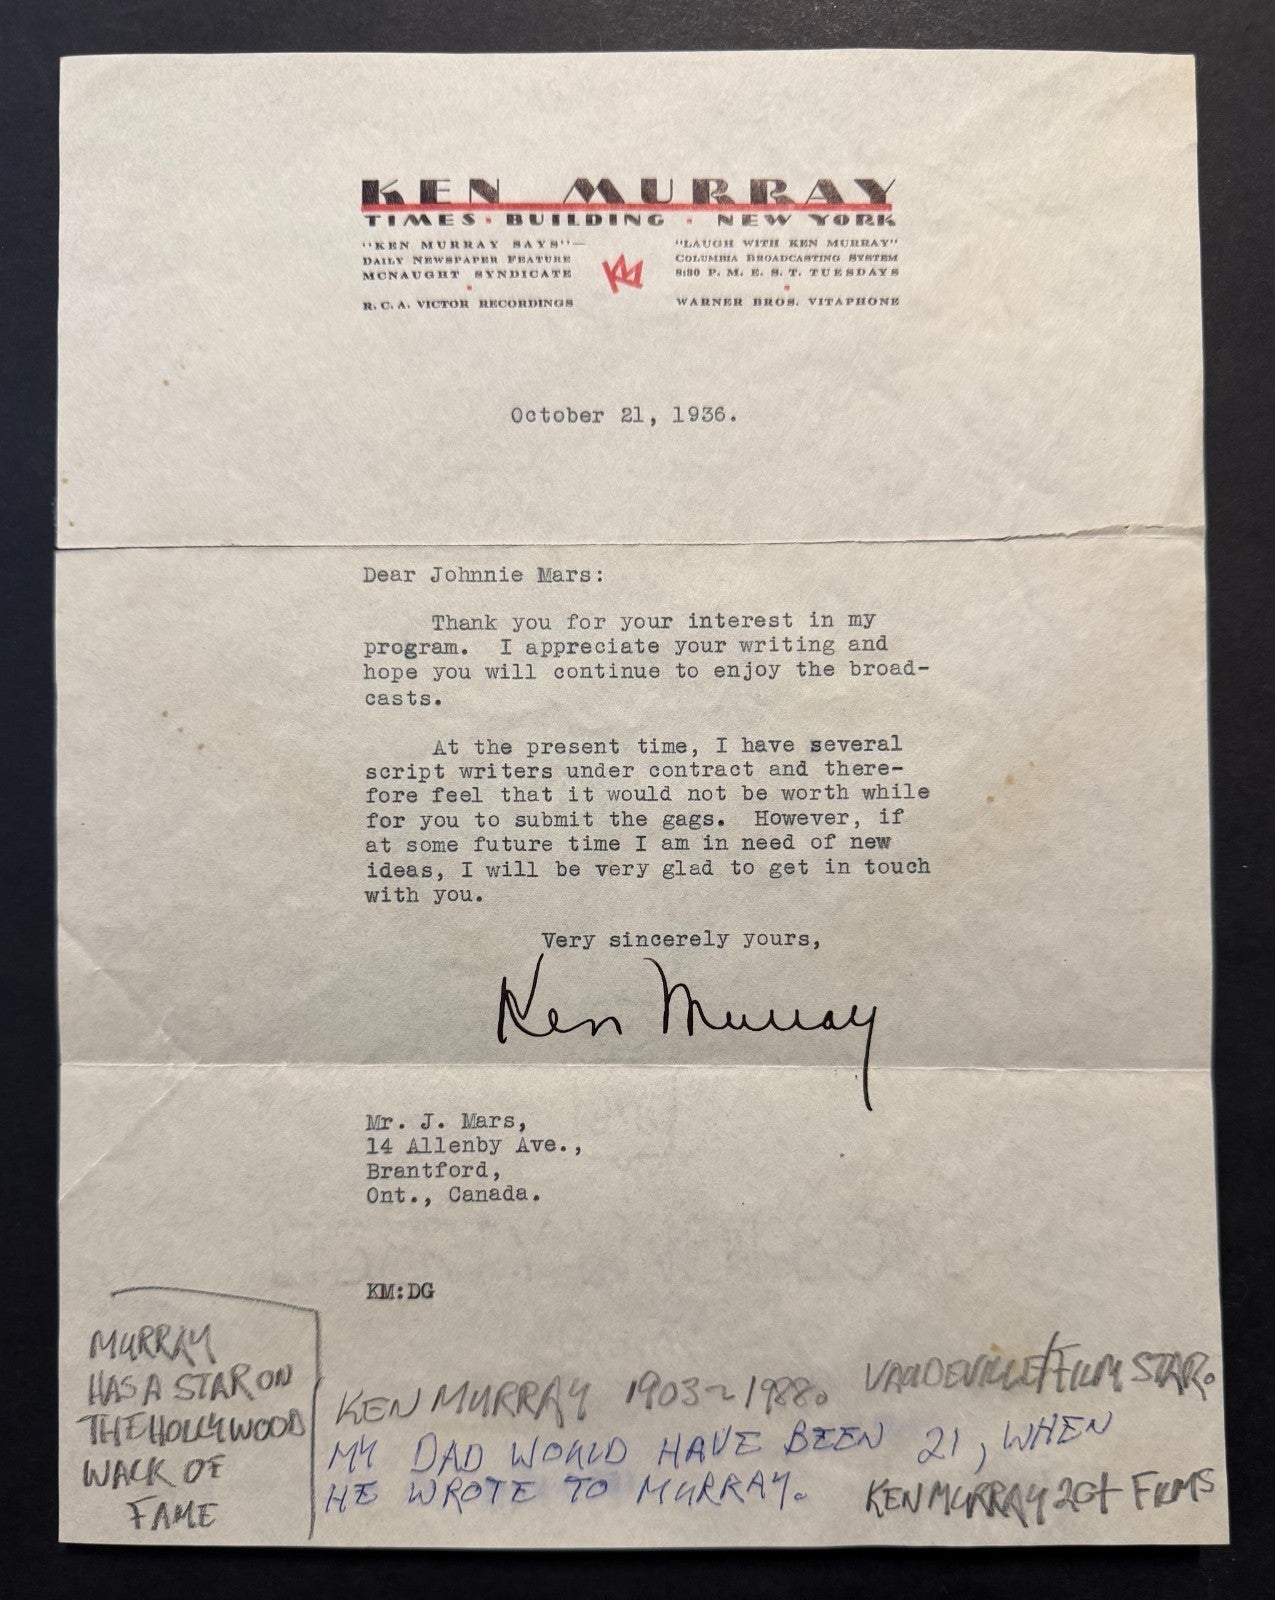 KEN MURRAY
TIMES · BUILDING · NEW YORK
"KEN MURRAY SAYS"—
DAILY NEWSPAPER FEATURE
MCNAUGHT SYNDICATE
R.C.A. VICTOR RECORDINGS
KM
"LAUGH WITH KEN MURRAY"
COLUMBIA BROADCASTING SYSTEM
8:30 P. M. E. S. T. TUESDAYS
WARNER BROS. VITAPHONE
October 21, 1936.
Dear Johnnie Mars:
Thank you for your interest in my
program.  I appreciate your writing and
hope you will continue to enjoy the broad-
casts.
At the present time, I have several
script writers under contract and there-
fore feel that it would not be worth while
for you to submit the gags.  However, if
at some future time I am in need of new
ideas, I will be very glad to get in touch
with you.
Very sincerely yours,
Ken Murray
Mr. J. Mars,
14 Allenby Ave.,
Brantford,
Ont., Canada.
KM:DG
MURRAY
HAS A STAR ON
THE HOLLYWOOD
WALK OF
FAME
KEN MURRAY 1903-1988. VAUDEVILLE/FILM STAR.
MY DAD WOULD HAVE BEEN 21, WHEN
HE WROTE TO MURRAY.
KEN MURRAY 20+ FILMS